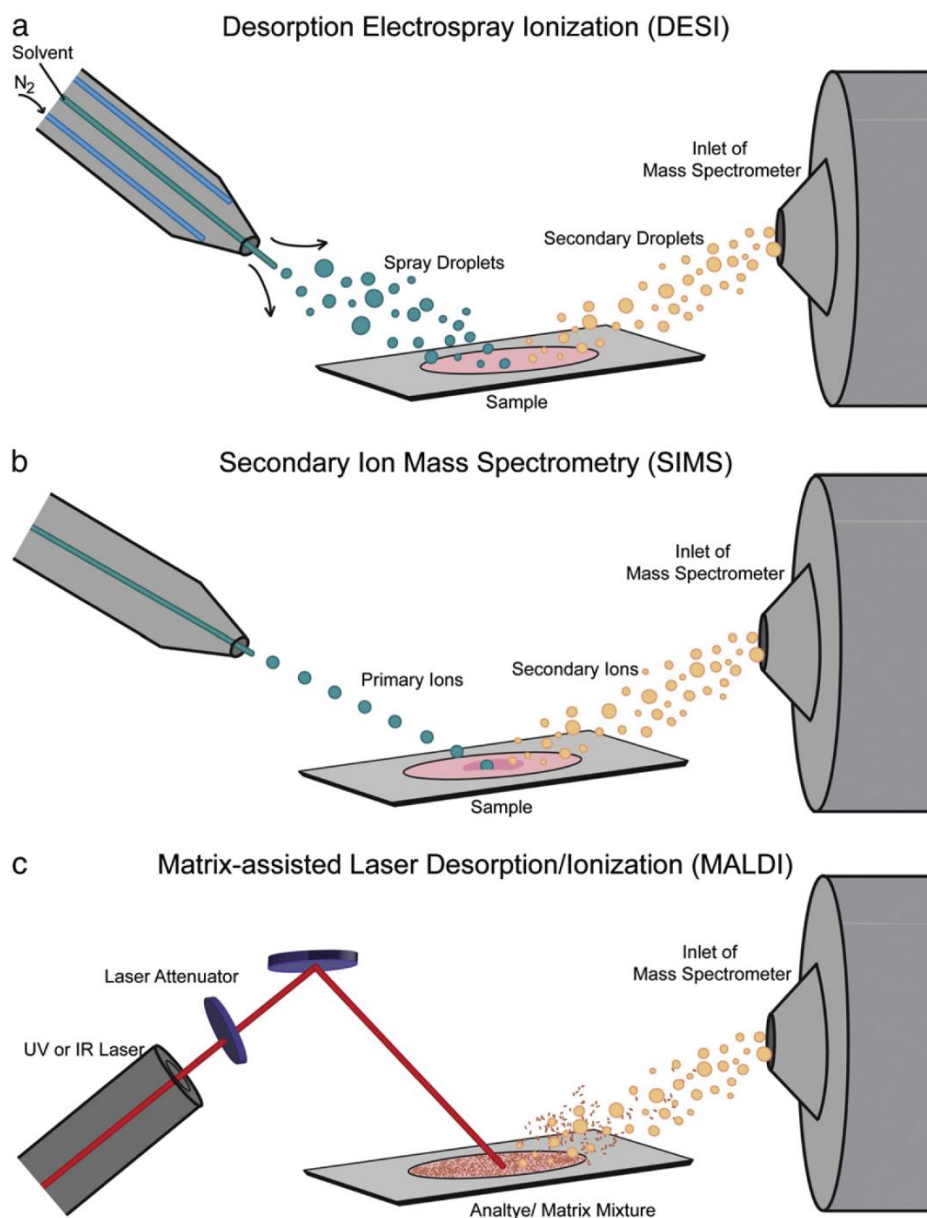 a
Desorption Electrospray Ionization (DESI)
Solvent
N2
Inlet of
Mass Spectrometer
Spray Droplets
Secondary Droplets
Sample
b
Secondary Ion Mass Spectrometry (SIMS)
Inlet of
Mass Spectrometer
Primary Ions
Secondary Ions
Sample
c
Matrix-assisted Laser Desorption/Ionization (MALDI)
Inlet of
Mass Spectrometer
Laser Attenuator
UV or IR Laser
Analtye/ Matrix Mixture